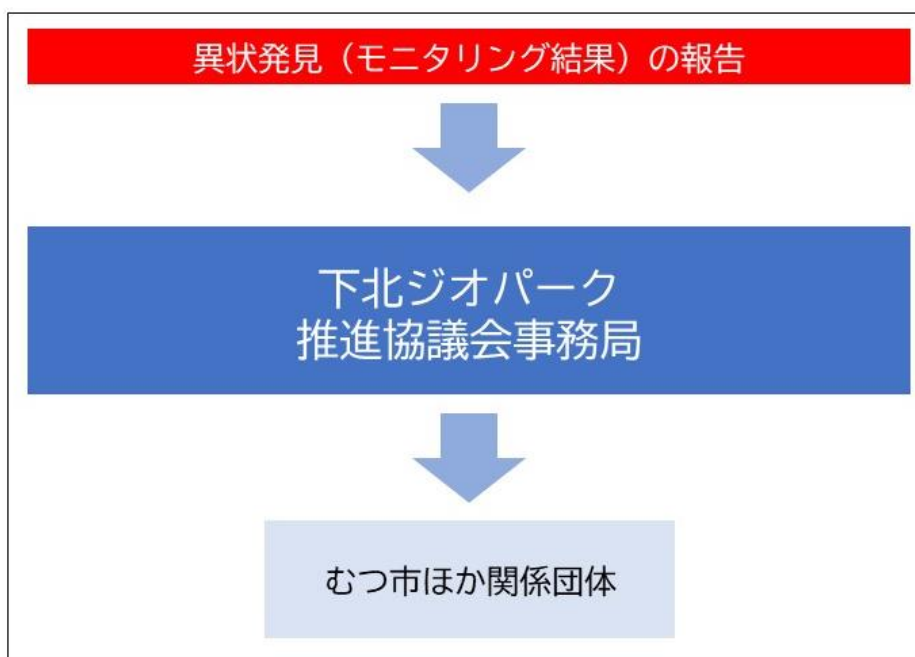 異状発見（モニタリング結果）の報告
下北ジオパーク
推進協議会事務局
むつ市ほか関係団体